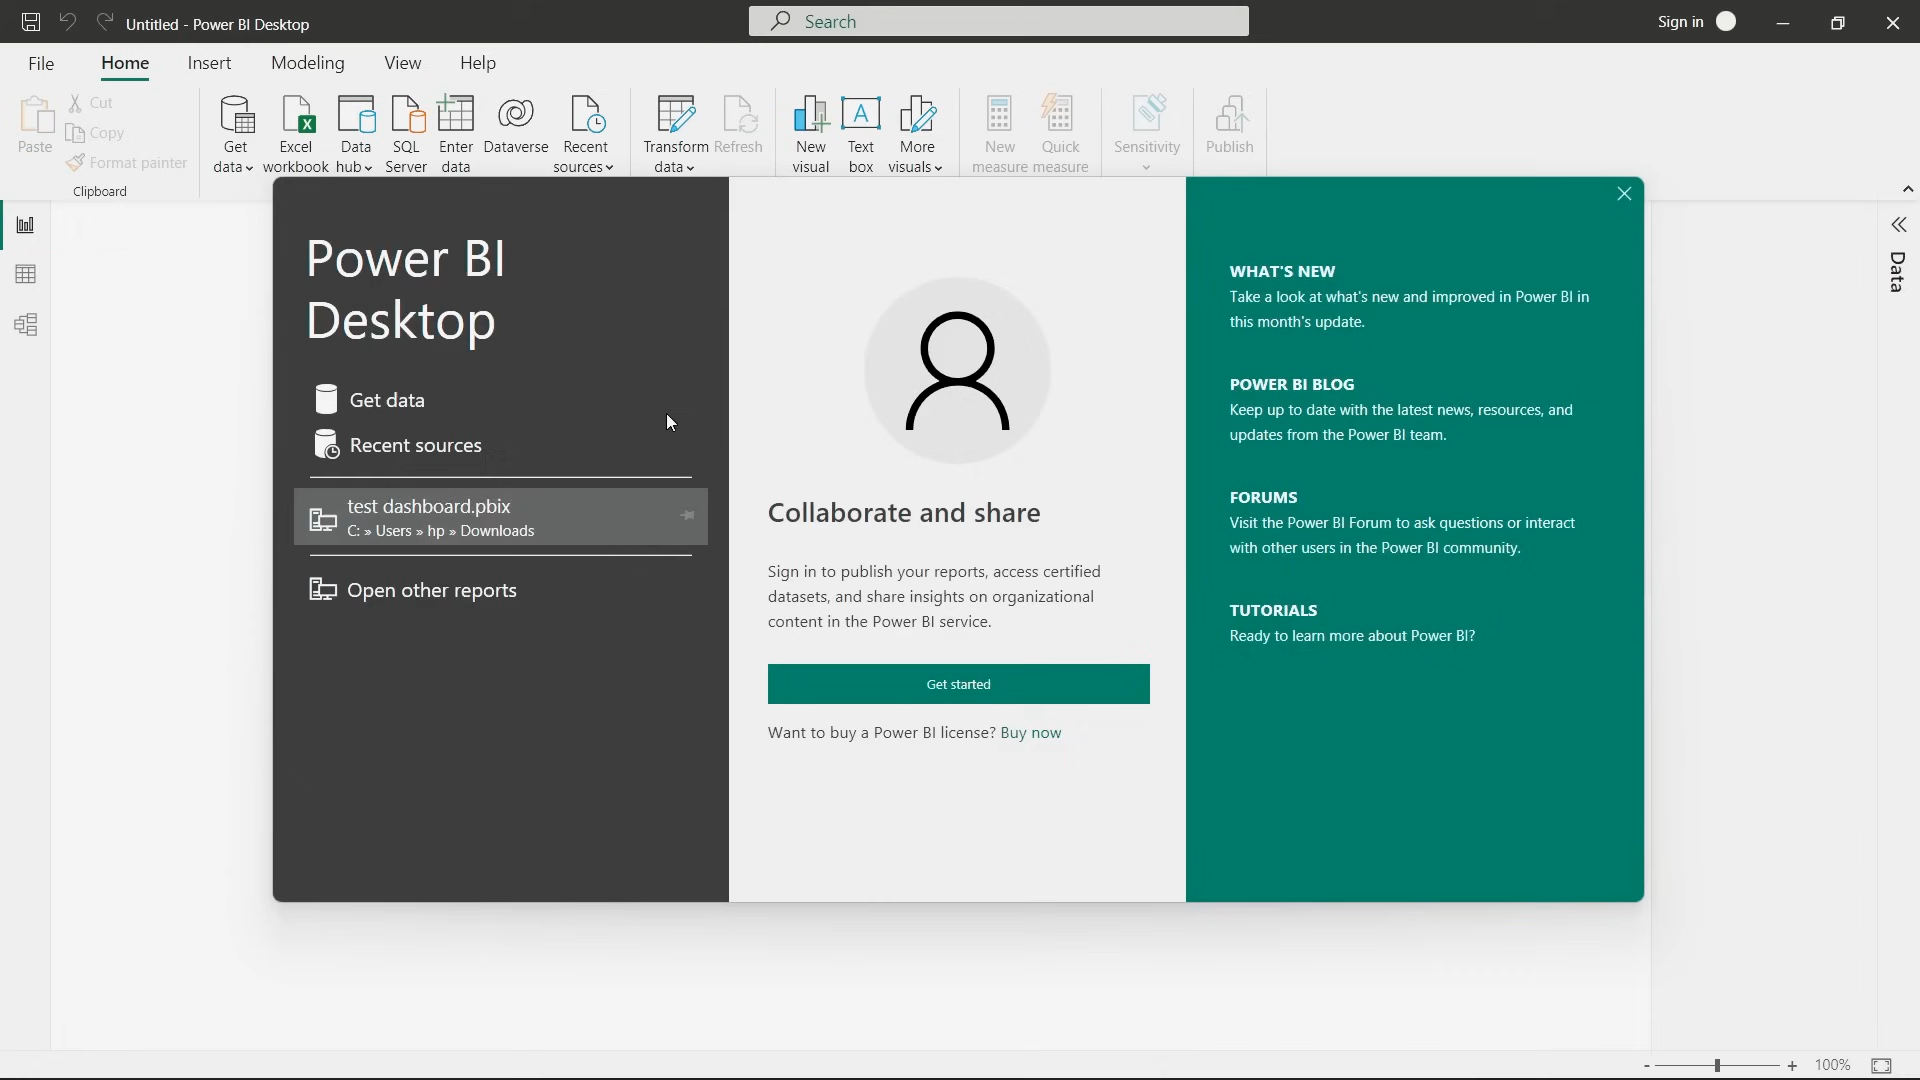 Untitled - Power BI Desktop
Search
Sign in
File
Home
Insert
Modeling
View
Help
Paste
Cut
Copy
Format painter
Clipboard
Get
data
Excel
workbook
Data
hub
SQL
Server
Enter
data
Dataverse
Recent
sources
Transform
data
Refresh
New
visual
A
Text
box
More
visuals
New
measure
Quick
measure
Sensitivity
Publish
Data
Power BI
Desktop
Get data
Recent sources
test dashboard.pbix
C: » Users » hp » Downloads
Open other reports
Collaborate and share
Sign in to publish your reports, access certified
datasets, and share insights on organizational
content in the Power BI service.
Get started
Want to buy a Power BI license? Buy now
WHAT'S NEW
Take a look at what's new and improved in Power BI in
this month's update.
POWER BI BLOG
Keep up to date with the latest news, resources, and
updates from the Power BI team.
FORUMS
Visit the Power BI Forum to ask questions or interact
with other users in the Power BI community.
TUTORIALS
Ready to learn more about Power BI?
- + 100%